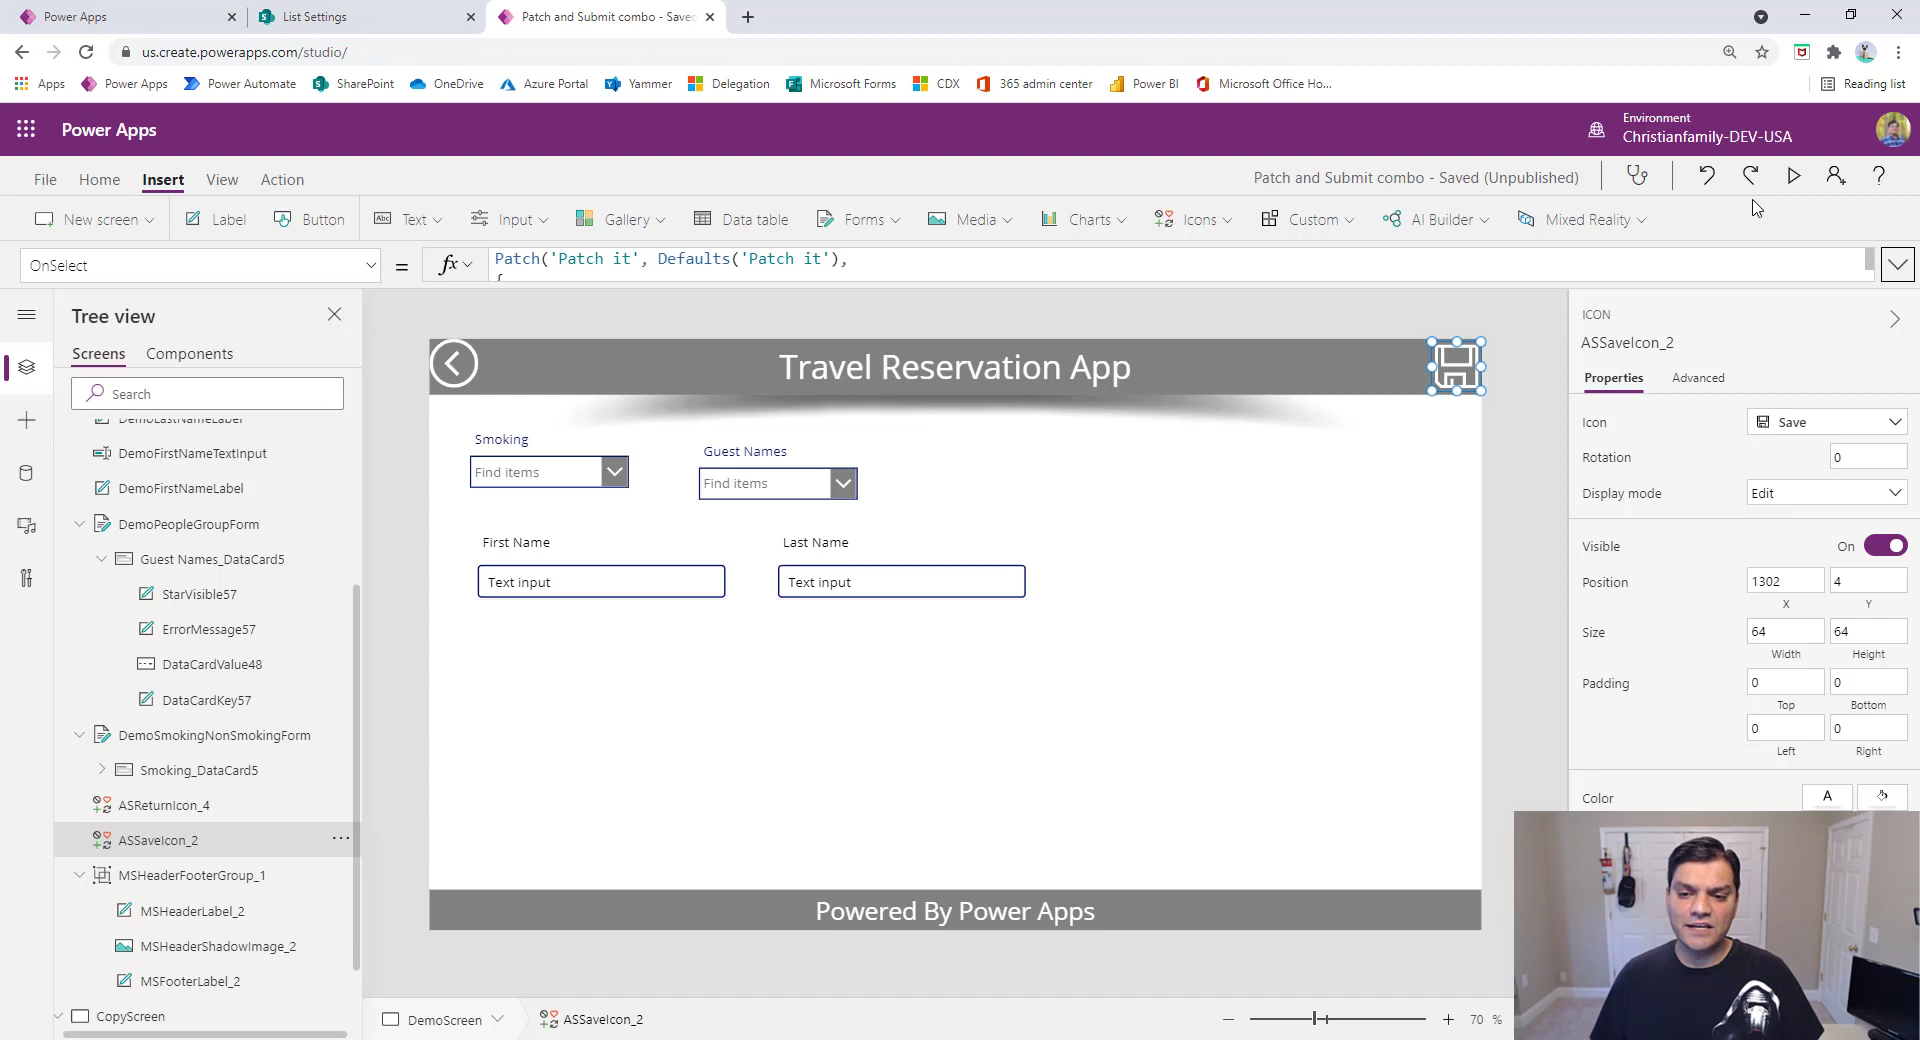 Power Apps
List Settings
Patch and Submit combo - Saved
us.create.powerapps.com/studio/
Apps
Power Apps
Power Automate
SharePoint
OneDrive
Azure Portal
Yammer
Delegation
Microsoft Forms
CDX
365 admin center
Power BI
Microsoft Office Ho...
Reading list
Power Apps
Environment
Christianfamily-DEV-USA
File
Home
Insert
View
Action
Patch and Submit combo - Saved (Unpublished)
New screen
Label
Button
Text
Input
Gallery
Data table
Forms
Media
Charts
Icons
Custom
AI Builder
Mixed Reality
OnSelect
=
fx
Patch('Patch it', Defaults('Patch it'),
{
Tree view
Screens
Components
Search
DemoLastNameLabel
DemoFirstNameTextInput
DemoFirstNameLabel
DemoPeopleGroupForm
Guest Names_DataCard5
StarVisible57
ErrorMessage57
DataCardValue48
DataCardKey57
DemoSmokingNonSmokingForm
Smoking_DataCard5
ASReturnIcon_4
ASSaveIcon_2
MSHeaderFooterGroup_1
MSHeaderLabel_2
MSHeaderShadowImage_2
MSFooterLabel_2
CopyScreen
Travel Reservation App
Smoking
Find items
Guest Names
Find items
First Name
Text input
Last Name
Text input
Powered By Power Apps
DemoScreen
ASSaveIcon_2
70 %
ICON
ASSaveIcon_2
Properties
Advanced
Icon
Save
Rotation
0
Display mode
Edit
Visible
On
Position
1302
4
X
Y
Size
64
64
Width
Height
Padding
0
0
Top
Bottom
0
0
Left
Right
Color
A